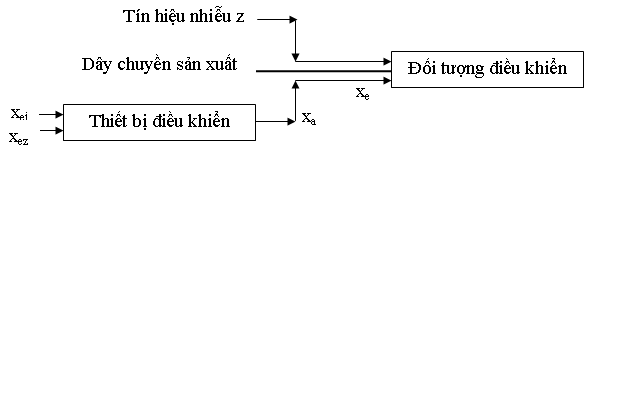 Tín hiệu nhiễu z
Dây chuyền sản xuất
Đối tượng điều khiển
xe
xei
Thiết bị điều khiển
xa
xez